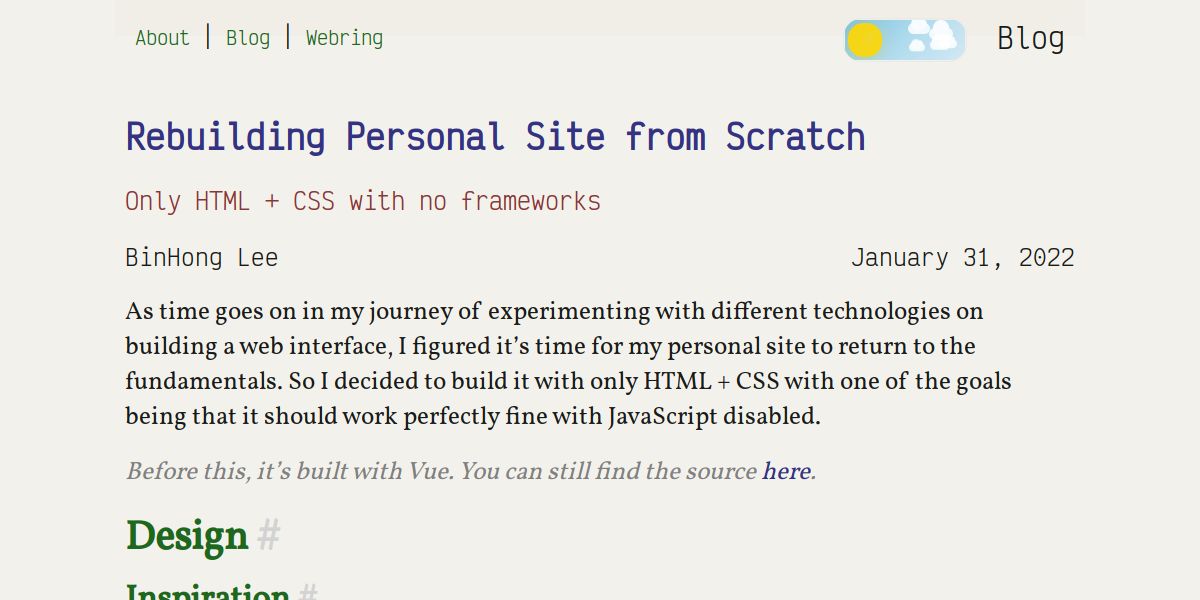 About | Blog | Webring
Blog
Rebuilding Personal Site from Scratch
Only HTML + CSS with no frameworks
BinHong Lee
January 31, 2022
As time goes on in my journey of experimenting with different technologies on
building a web interface, I figured it’s time for my personal site to return to the
fundamentals. So I decided to build it with only HTML + CSS with one of the goals
being that it should work perfectly fine with JavaScript disabled.
Before this, it’s built with Vue. You can still find the source here.
Design #
Inspiration #